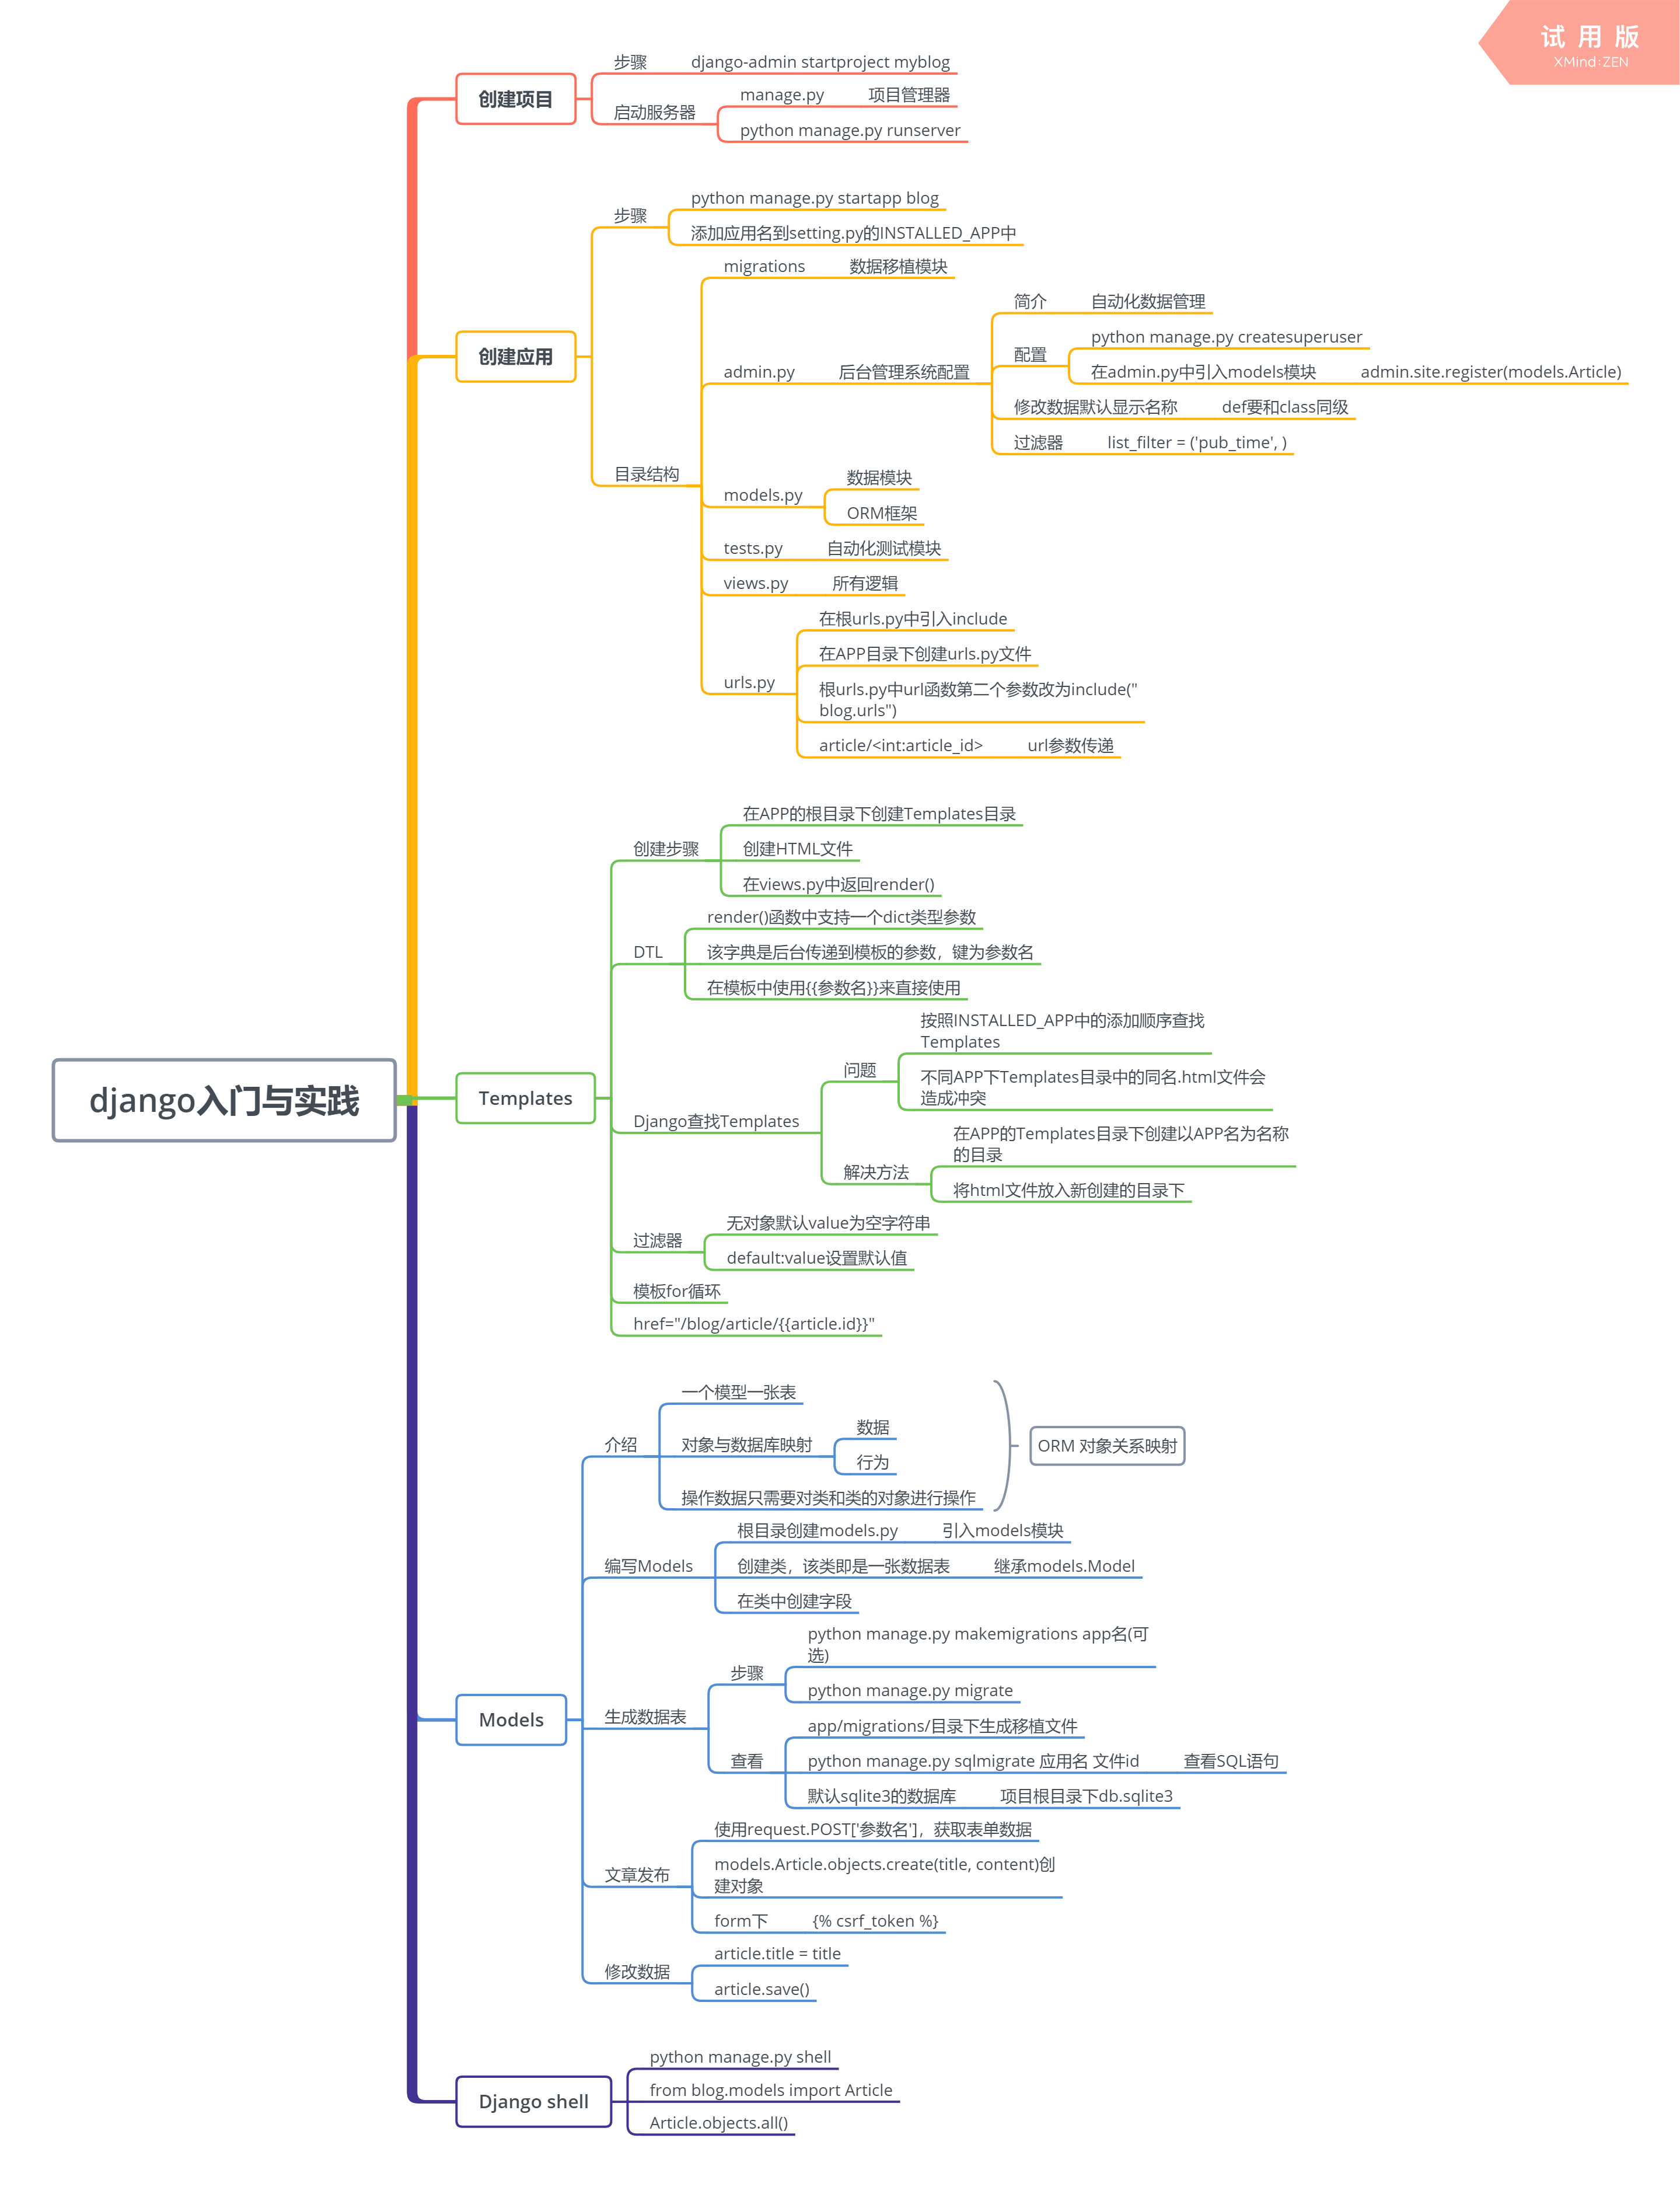 试用版
XMind:ZEN
django入门与实践
创建项目
步骤
django-admin startproject myblog
启动服务器
manage.py
项目管理器
python manage.py runserver
创建应用
步骤
python manage.py startapp blog
添加应用名到setting.py的INSTALLED_APP中
目录结构
migrations
数据移植模块
admin.py
后台管理系统配置
简介
自动化数据管理
配置
python manage.py createsuperuser
在admin.py中引入models模块
admin.site.register(models.Article)
修改数据默认显示名称
def要和class同级
过滤器
list_filter = ('pub_time', )
models.py
数据模块
ORM框架
tests.py
自动化测试模块
views.py
所有逻辑
urls.py
在根urls.py中引入include
在APP目录下创建urls.py文件
根urls.py中url函数第二个参数改为include("
blog.urls")
article/<int:article_id>
url参数传递
Templates
创建步骤
在APP的根目录下创建Templates目录
创建HTML文件
在views.py中返回render()
DTL
render()函数中支持一个dict类型参数
该字典是后台传递到模板的参数，键为参数名
在模板中使用{{参数名}}来直接使用
Django查找Templates
问题
按照INSTALLED_APP中的添加顺序查找
Templates
不同APP下Templates目录中的同名.html文件会
造成冲突
解决方法
在APP的Templates目录下创建以APP名为名称
的目录
将html文件放入新创建的目录下
过滤器
无对象默认value为空字符串
default:value设置默认值
模板for循环
href="/blog/article/{{article.id}}"
Models
介绍
一个模型一张表
对象与数据库映射
数据
行为
操作数据只需要对类和类的对象进行操作
ORM 对象关系映射
编写Models
根目录创建models.py
引入models模块
创建类，该类即是一张数据表
继承models.Model
在类中创建字段
生成数据表
步骤
python manage.py makemigrations app名(可
选)
python manage.py migrate
查看
app/migrations/目录下生成移植文件
python manage.py sqlmigrate 应用名 文件id
查看SQL语句
默认sqlite3的数据库
项目根目录下db.sqlite3
文章发布
使用request.POST['参数名']，获取表单数据
models.Article.objects.create(title, content)创
建对象
form下
{% csrf_token %}
修改数据
article.title = title
article.save()
Django shell
python manage.py shell
from blog.models import Article
Article.objects.all()